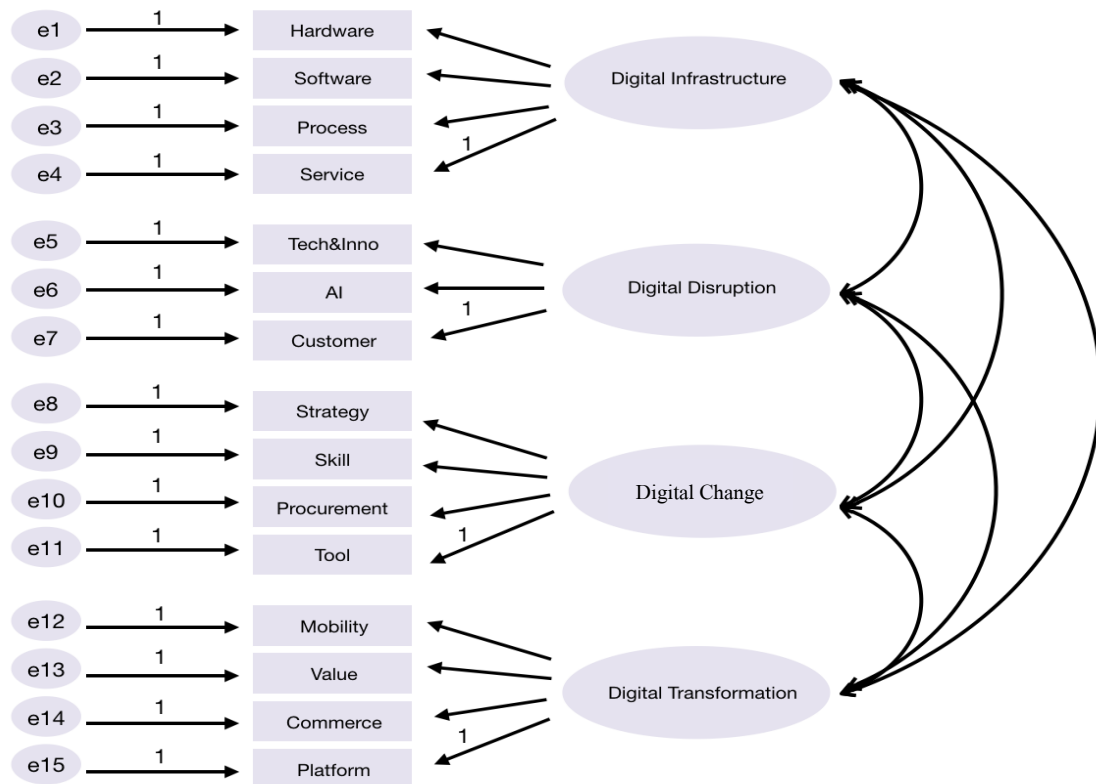 e1 1 Hardware
e2 1 Software
Digital Infrastructure
e3 1 Process
1
e4 1 Service
e5 1 Tech&Inno
e6 1 AI
Digital Disruption
1
e7 1 Customer
e8 1 Strategy
e9 1 Skill
Digital Change
e10 1 Procurement
1
e11 1 Tool
e12 1 Mobility
e13 1 Value
Digital Transformation
e14 1 Commerce
1
e15 1 Platform